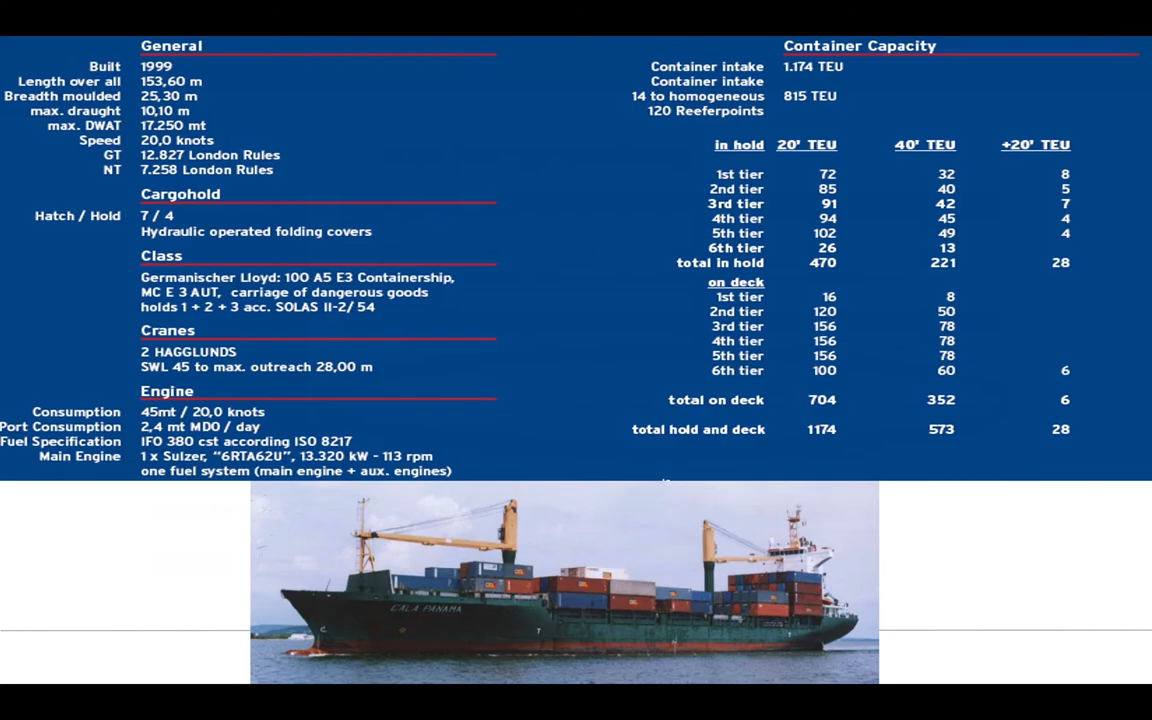 General
Built 1999
Length over all 153,60 m
Breadth moulded 25,30 m
max. draught 10,10 m
max. DWAT 17.250 mt
Speed 20,0 knots
GT 12.827 London Rules
NT 7.258 London Rules
Cargohold
Hatch / Hold 7 / 4
Hydraulic operated folding covers
Class
Germanischer Lloyd: 100 A5 E3 Containership,
MC E 3 AUT, carriage of dangerous goods
holds 1 + 2 + 3 acc. SOLAS II-2/ 54
Cranes
2 HAGGLUNDS
SWL 45 to max. outreach 28,00 m
Engine
Consumption 45mt / 20,0 knots
Port Consumption 2,4 mt MDO / day
Fuel Specification IFO 380 cst according ISO 8217
Main Engine 1 x Sulzer, “6RTA62U”, 13.320 kW - 113 rpm
one fuel system (main engine + aux. engines)
Container Capacity
Container intake 1.174 TEU
Container intake
14 to homogeneous 815 TEU
120 Reeferpoints
in hold 20' TEU 40' TEU +20' TEU
1st tier 72 32 8
2nd tier 85 40 5
3rd tier 91 42 7
4th tier 94 45 4
5th tier 102 49 4
6th tier 26 13
total in hold 470 221 28
on deck
1st tier 16 8
2nd tier 120 50
3rd tier 156 78
4th tier 156 78
5th tier 156 78
6th tier 100 60 6
total on deck 704 352 6
total hold and deck 1174 573 28
CALA PANAMA